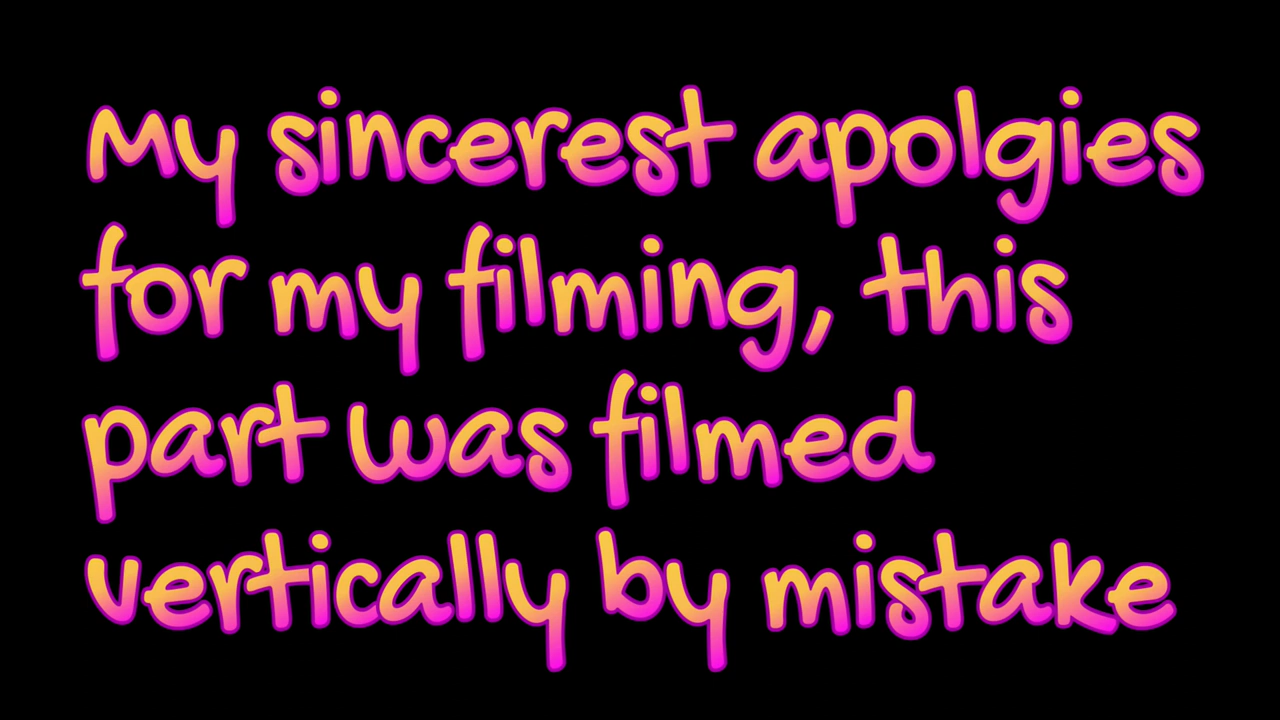 My sincerest apolgies
for my filming, this
part was filmed
vertically by mistake